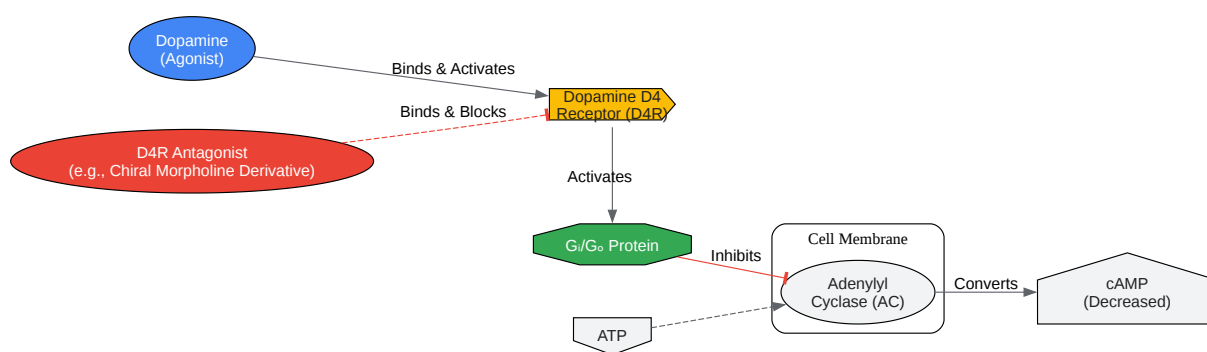 Dopamine
(Agonist)
Binds & Activates
Dopamine D4
Receptor (D4R)
Binds & Blocks
D4R Antagonist
(e.g., Chiral Morpholine Derivative)
Activates
Gᵢ/Gₒ Protein
Inhibits
Cell Membrane
Adenylyl
Cyclase (AC)
Converts
cAMP
(Decreased)
ATP